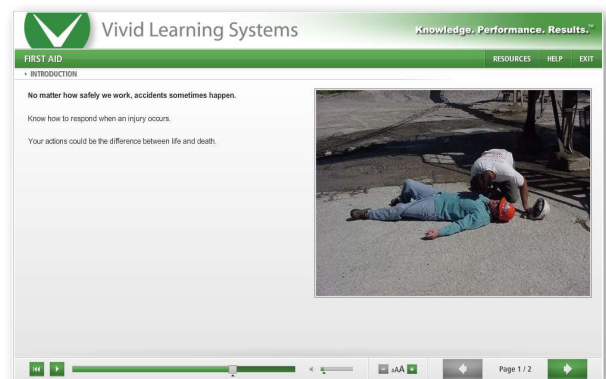 Vivid Learning Systems
Knowledge. Performance. Results.™
FIRST AID
RESOURCES HELP EXIT
INTRODUCTION
No matter how safely we work, accidents sometimes happen.
Know how to respond when an injury occurs.
Your actions could be the difference between life and death.
AAA
Page 1 / 2